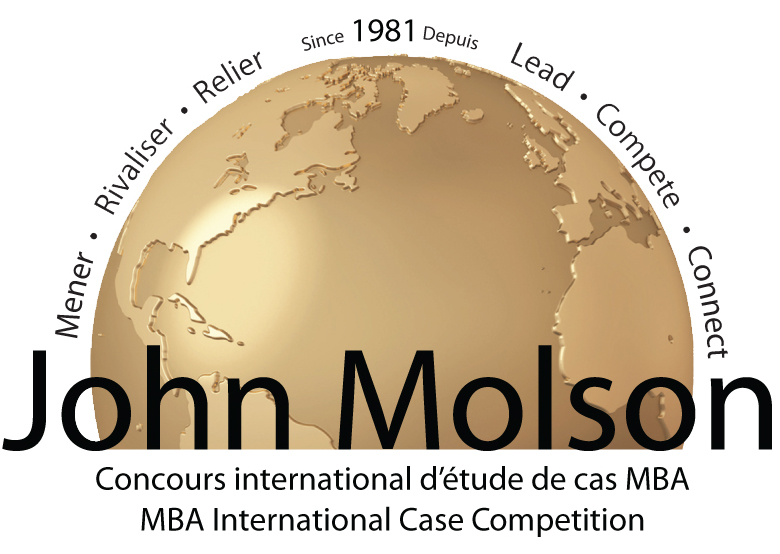 Since 1981 Depuis
Mener • Rivaliser • Relier
Lead • Compete • Connect
John Molson
Concours international d'étude de cas MBA
MBA International Case Competition